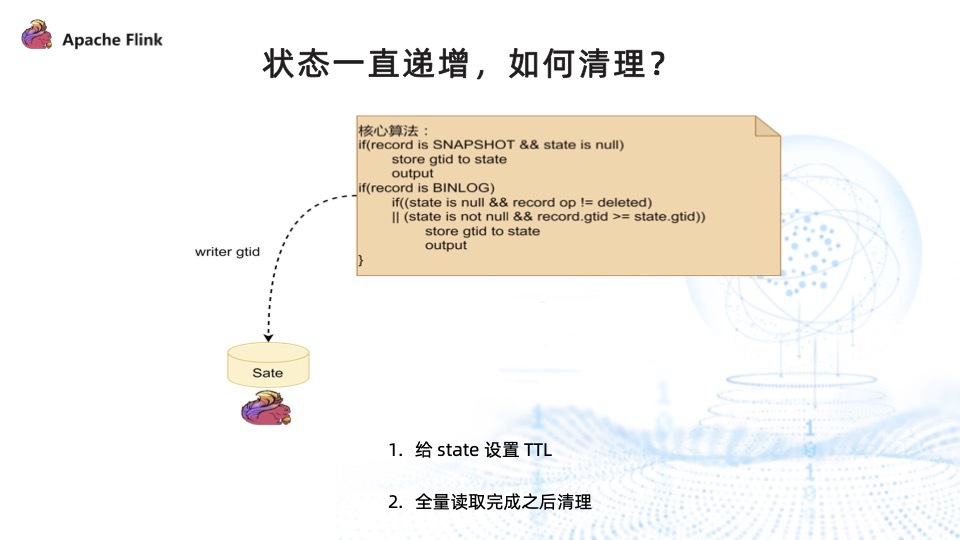 Apache Flink
状态一直递增，如何清理？
核心算法：
if(record is SNAPSHOT && state is null)
store gtid to state
output
if(record is BINLOG)
if((state is null && record op != deleted)
|| (state is not null && record.gtid >= state.gtid))
store gtid to state
output
}
writer gtid
Sate
1. 给 state 设置 TTL
2. 全量读取完成之后清理